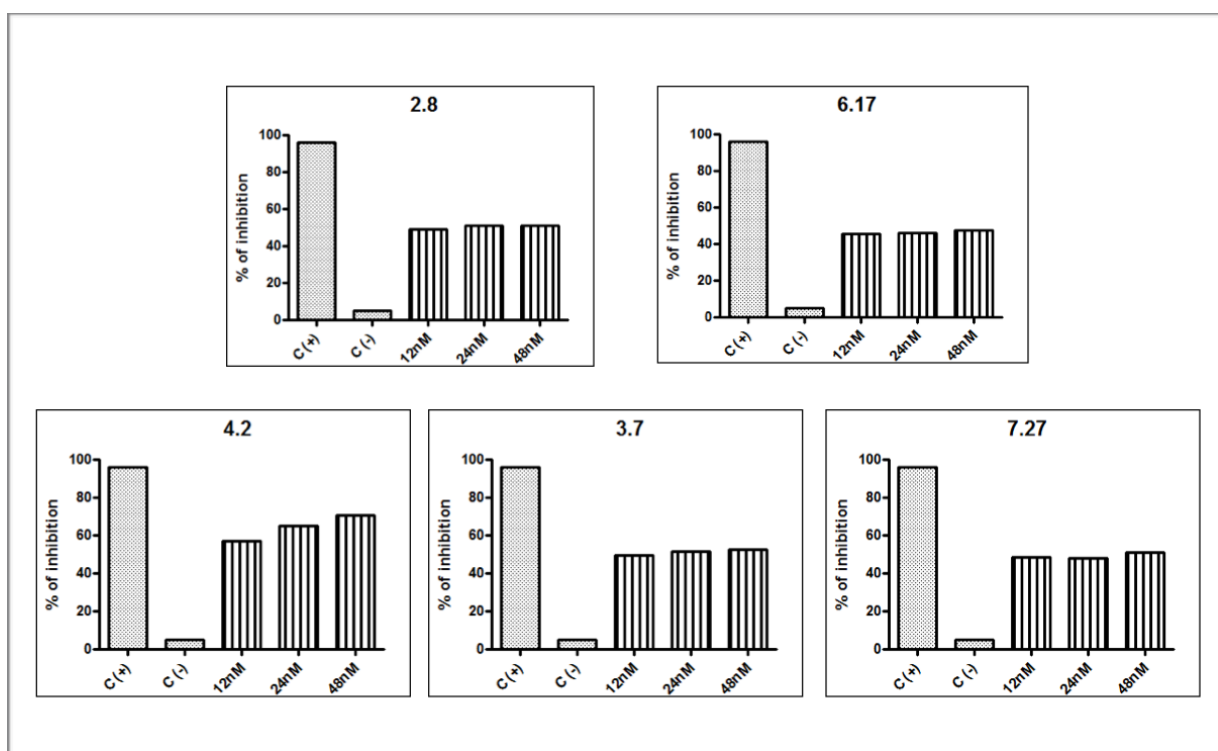 2.8
% of inhibition
100
80
60
40
20
0
C (+)
C (-)
12nM
24nM
48nM
6.17
% of inhibition
100
80
60
40
20
0
C (+)
C (-)
12nM
24nM
48nM
4.2
% of inhibition
100
80
60
40
20
0
C (+)
C (-)
12nM
24nM
48nM
3.7
% of inhibition
100
80
60
40
20
0
C (+)
C (-)
12nM
24nM
48nM
7.27
% of inhibition
100
80
60
40
20
0
C (+)
C (-)
12nM
24nM
48nM